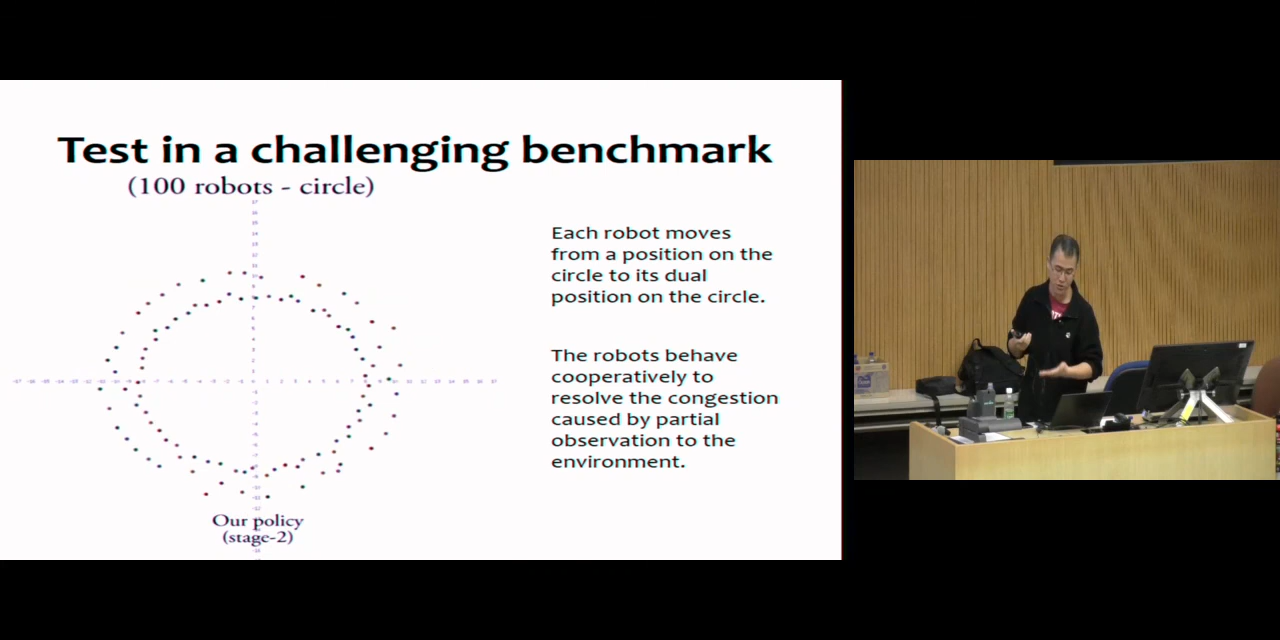 Test in a challenging benchmark
(100 robots - circle)
Each robot moves
from a position on the
circle to its dual
position on the circle.
The robots behave
cooperatively to
resolve the congestion
caused by partial
observation to the
environment.
Our policy
(stage-2)